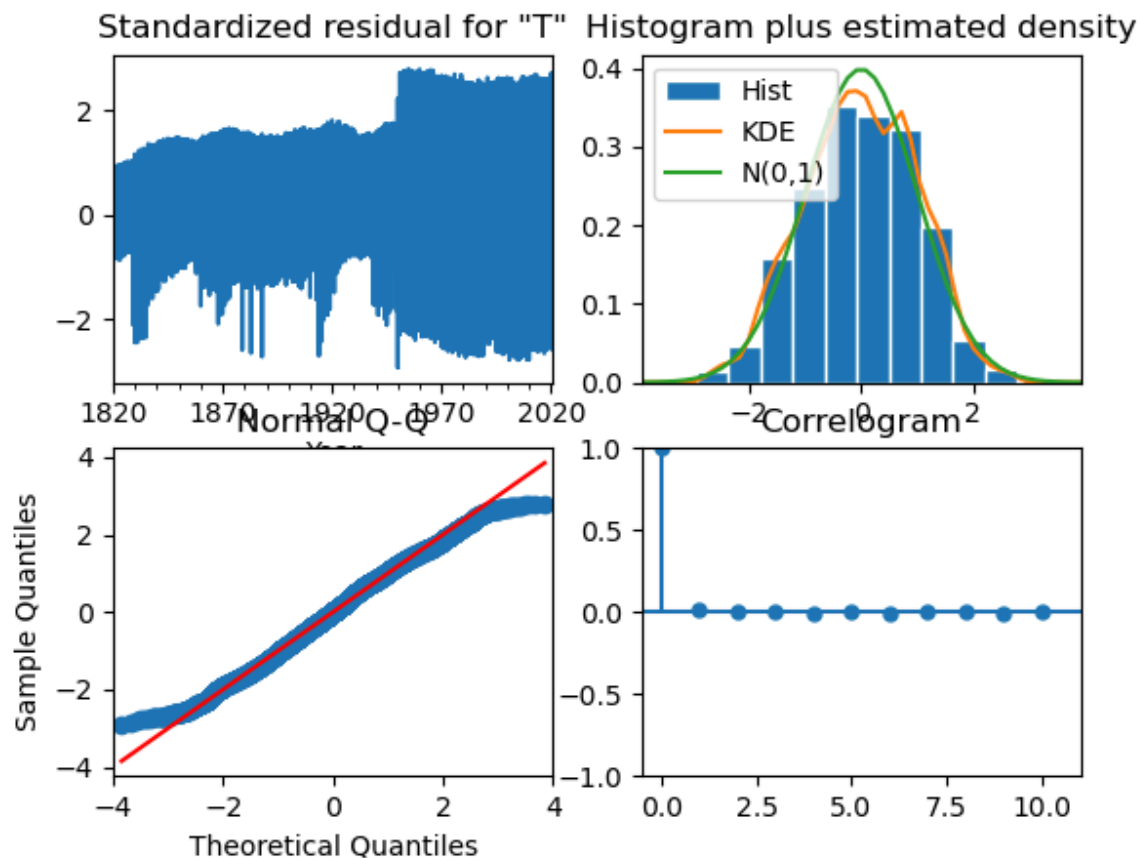 Standardized residual for "T"
2
0
−2
1820 1870 1920 1970 2020
Histogram plus estimated density
0.4
0.3
0.2
0.1
0.0
Hist
KDE
N(0,1)
−2 0 2
Normal Q-Q
4
2
0
−2
−4
Sample Quantiles
−4 −2 0 2 4
Theoretical Quantiles
Correlogram
1.0
0.5
0.0
−0.5
−1.0
0.0 2.5 5.0 7.5 10.0